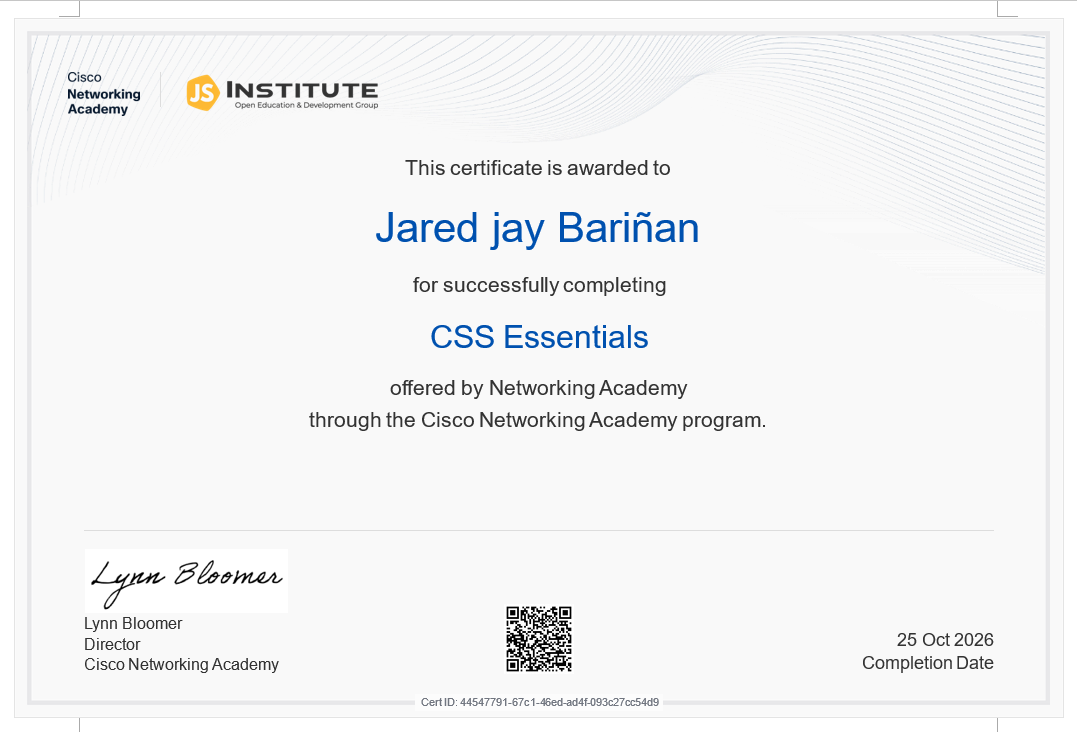 Cisco
Networking
Academy
JS INSTITUTE
Open Education & Development Group
This certificate is awarded to
Jared jay Bariñan
for successfully completing
CSS Essentials
offered by Networking Academy
through the Cisco Networking Academy program.
Lynn Bloomer
Lynn Bloomer
Director
Cisco Networking Academy
25 Oct 2026
Completion Date
Cert ID: 44547791-67c1-46ed-ad4f-093c27cc54d9